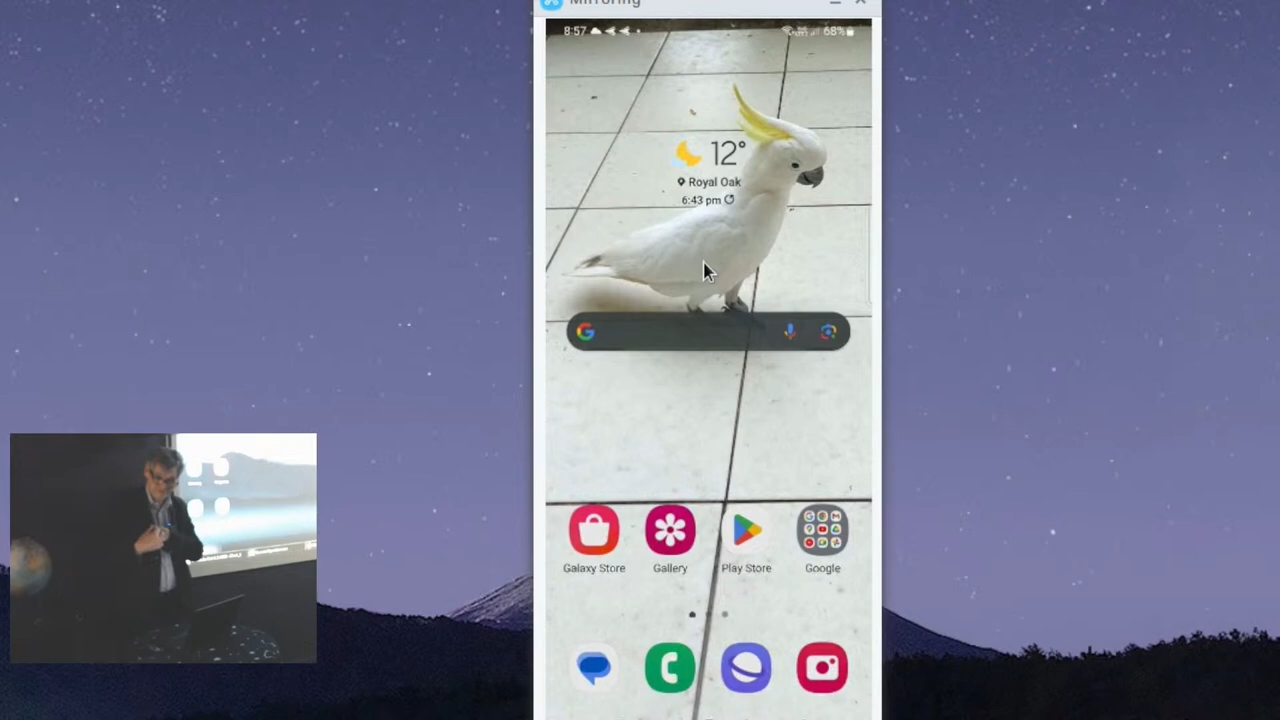 Mirroring
8:57
68%
12°
Royal Oak
6:43 pm
Galaxy Store
Gallery
Play Store
Google